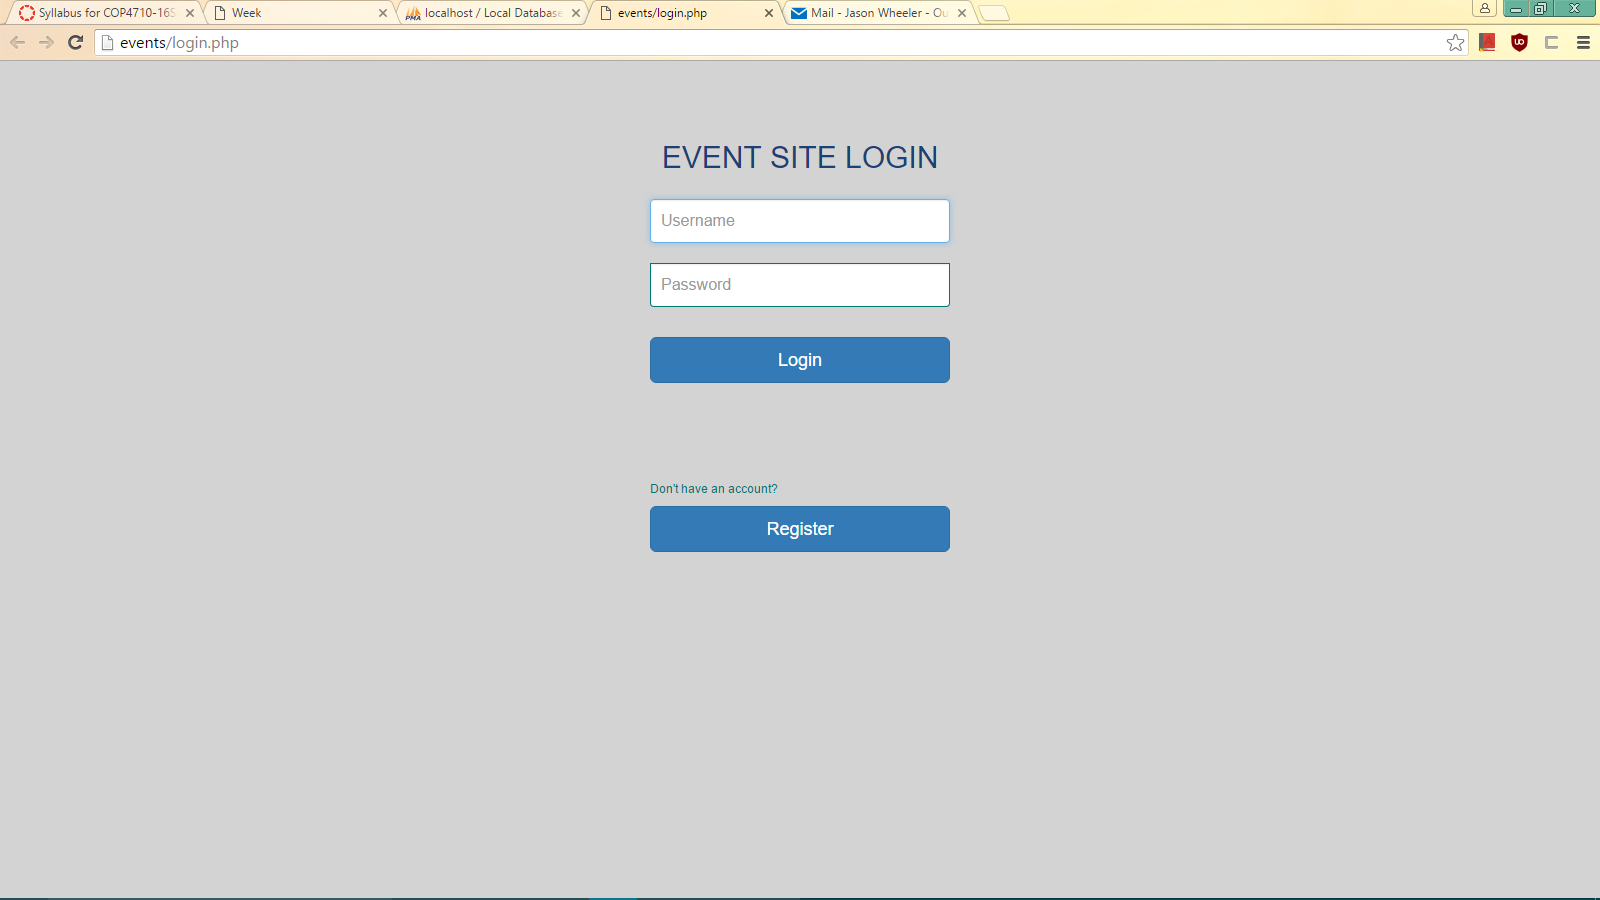 Syllabus for COP4710-16S
Week
localhost / Local Database
events/login.php
Mail - Jason Wheeler - Ou
events/login.php
EVENT SITE LOGIN
Username
Password
Login
Don't have an account?
Register